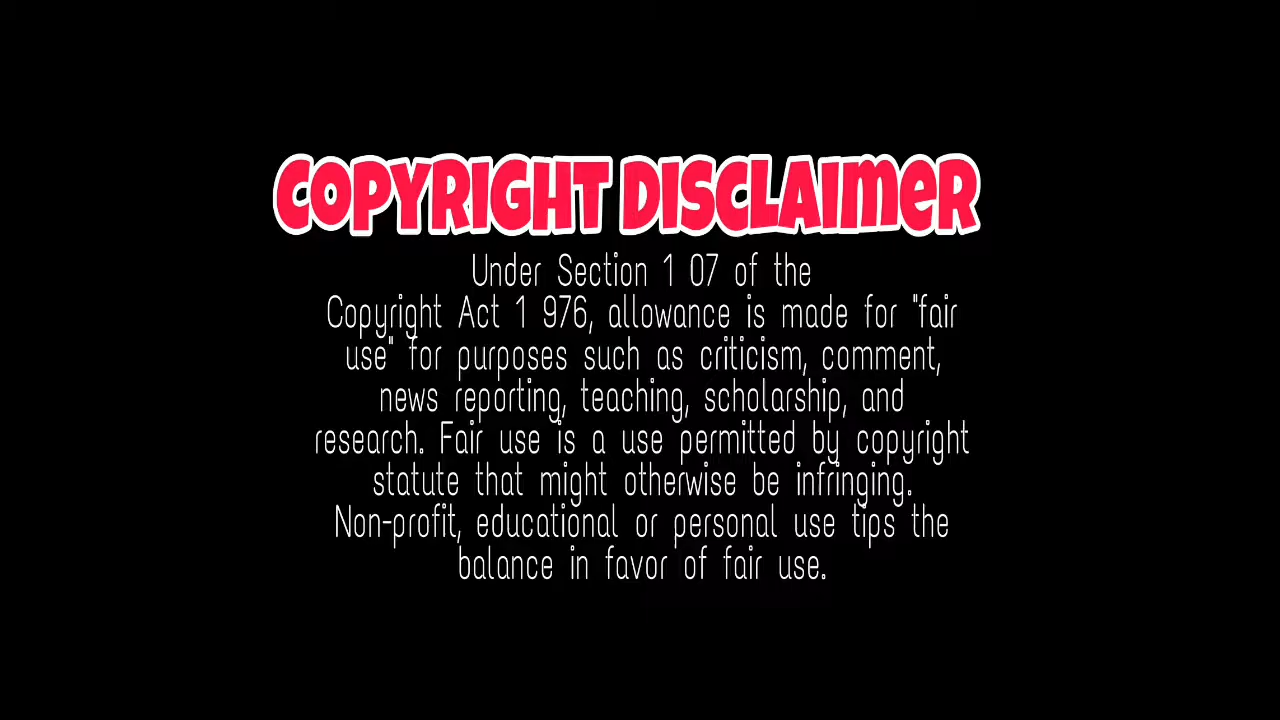 COPYRIGHT DISCLAIMER
Under Section 1 07 of the
Copyright Act 1 976, allowance is made for "fair
use" for purposes such as criticism, comment,
news reporting, teaching, scholarship, and
research. Fair use is a use permitted by copyright
statute that might otherwise be infringing.
Non-profit, educational or personal use tips the
balance in favor of fair use.